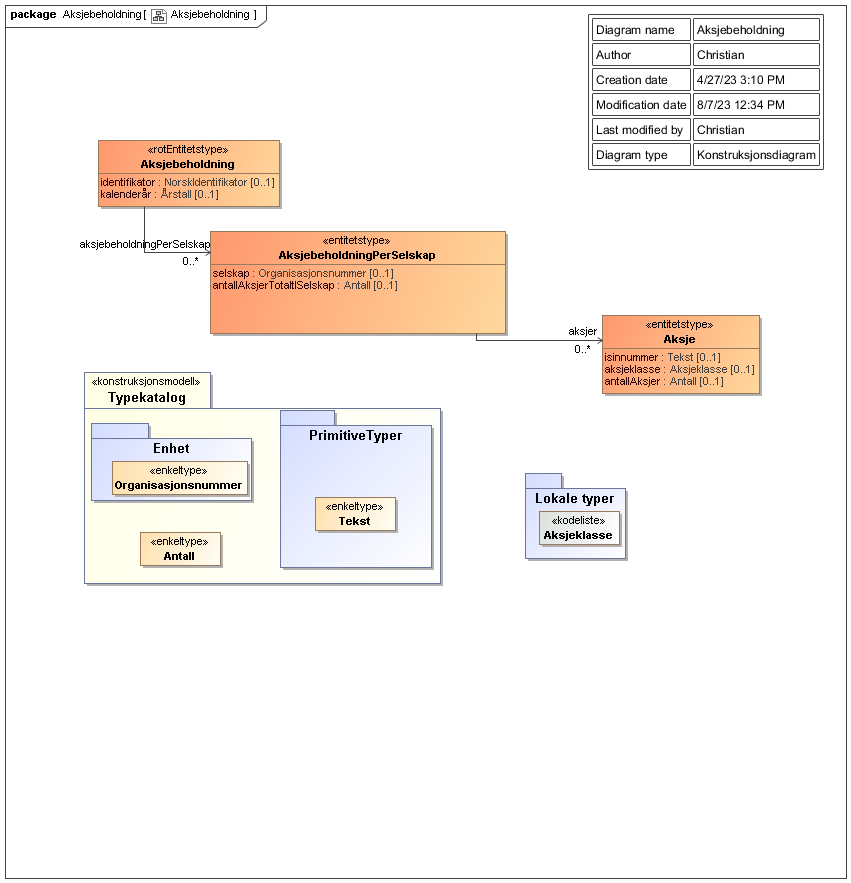 package Aksjebeholdning[ Aksjebeholdning ]
Diagram name Aksjebeholdning
Author Christian
Creation date 4/27/23 3:10 PM
Modification date 8/7/23 12:34 PM
Last modified by Christian
Diagram type Konstruksjonsdiagram
«rotEntitetstype»
Aksjebeholdning
identifikator : NorskIdentifikator [0..1]
kalenderår : Årstall [0..1]
aksjebeholdningPerSelskap
0..*
«entitetstype»
AksjebeholdningPerSelskap
selskap : Organisasjonsnummer [0..1]
antallAksjerTotaltISelskap : Antall [0..1]
aksjer
0..*
«entitetstype»
Aksje
isinnummer : Tekst [0..1]
aksjeklasse : Aksjeklasse [0..1]
antallAksjer : Antall [0..1]
«konstruksjonsmodell»
Typekatalog
Enhet
«enkeltype»
Organisasjonsnummer
«enkeltype»
Antall
PrimitiveTyper
«enkeltype»
Tekst
Lokale typer
«kodeliste»
Aksjeklasse